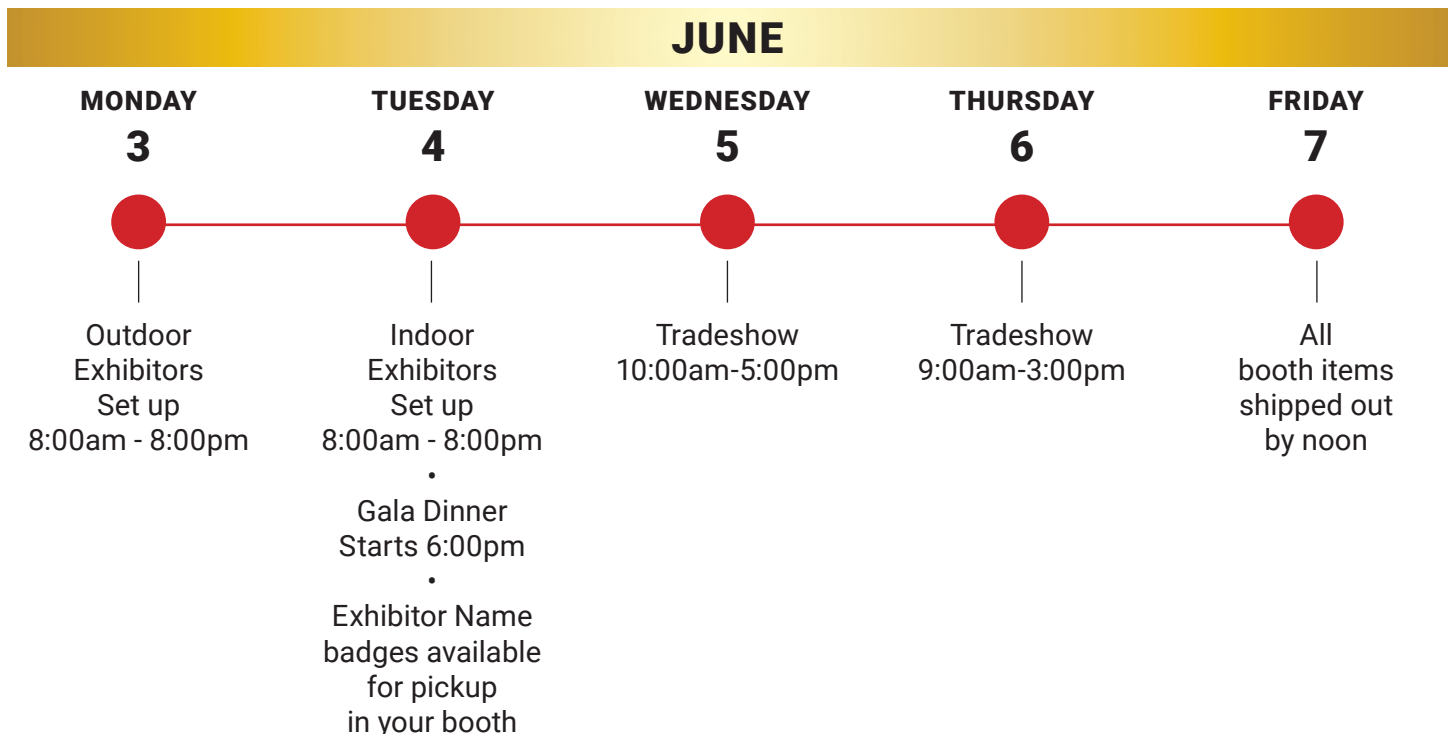 JUNE
MONDAY
3
Outdoor
Exhibitors
Set up
8:00am - 8:00pm
TUESDAY
4
Indoor
Exhibitors
Set up
8:00am - 8:00pm
•
Gala Dinner
Starts 6:00pm
•
Exhibitor Name
badges available
for pickup
in your booth
WEDNESDAY
5
Tradeshow
10:00am-5:00pm
THURSDAY
6
Tradeshow
9:00am-3:00pm
FRIDAY
7
All
booth items
shipped out
by noon